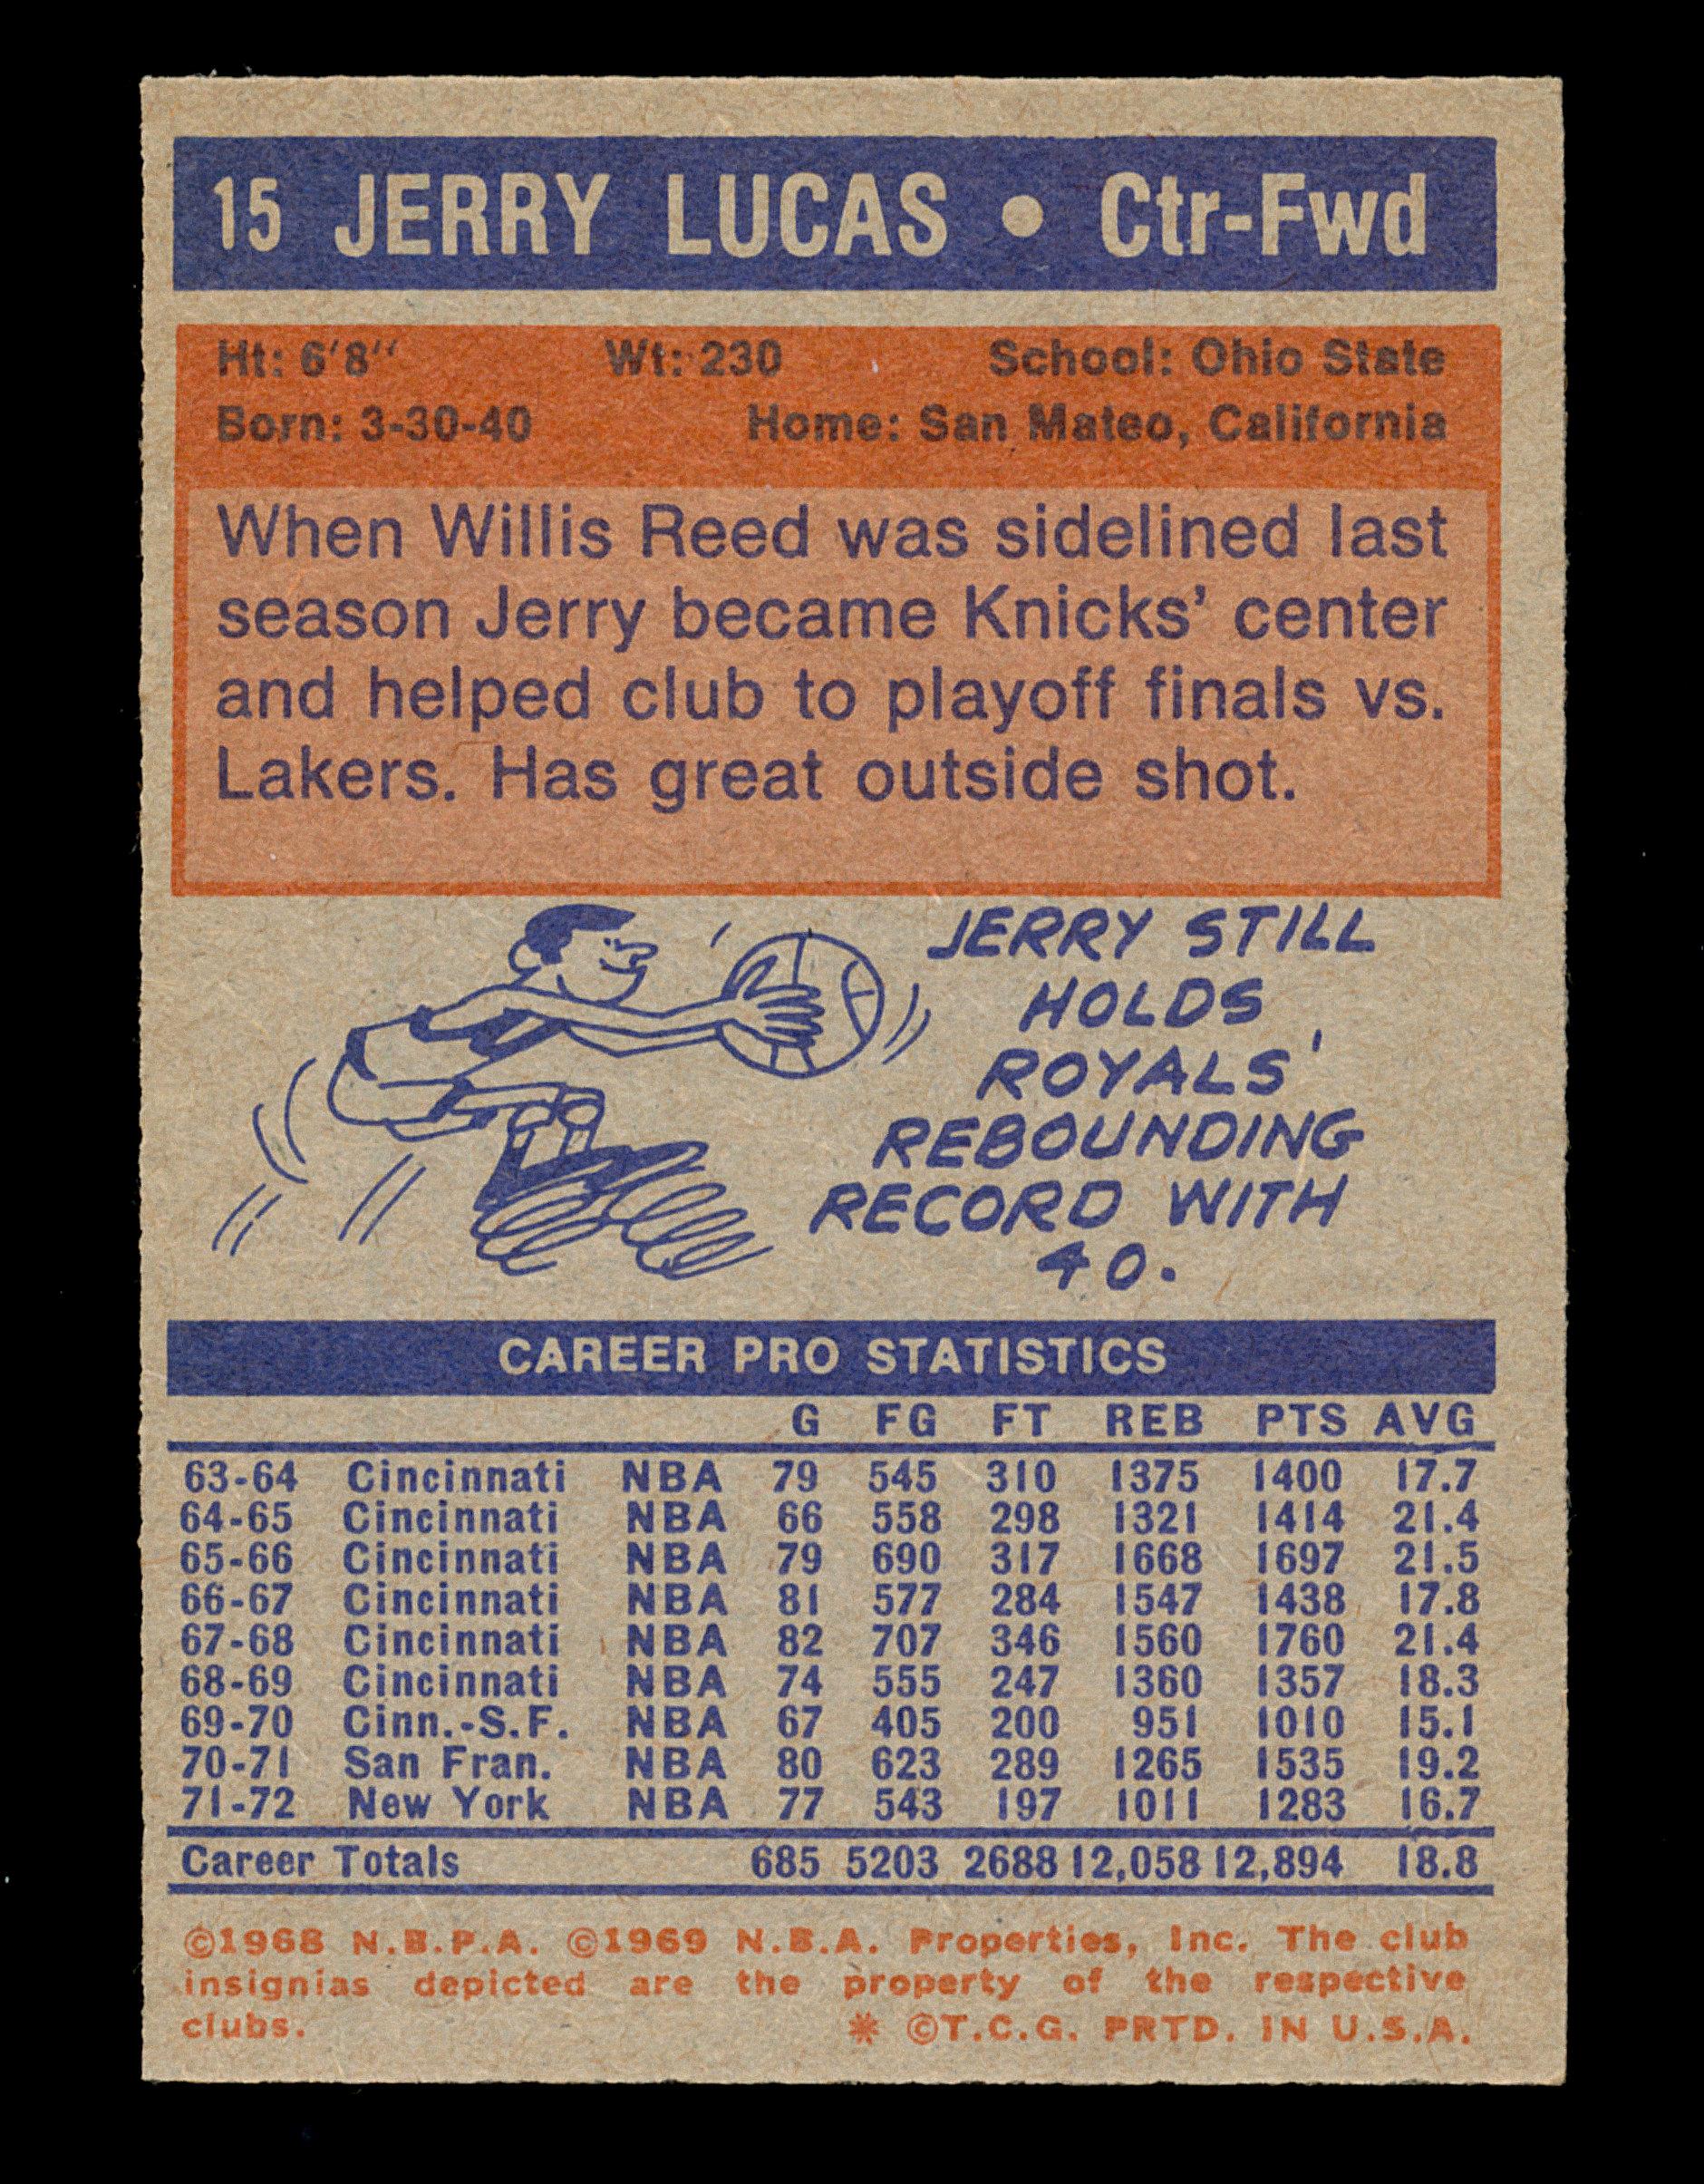 15 JERRY LUCAS • Ctr-Fwd
Ht: 6'8" Wt: 230 School: Ohio State
Born: 3-30-40 Home: San Mateo, California
When Willis Reed was sidelined last
season Jerry became Knicks' center
and helped club to playoff finals vs.
Lakers. Has great outside shot.
JERRY STILL
HOLDS
ROYALS'
REBOUNDING
RECORD WITH
40.
CAREER PRO STATISTICS
G FG FT REB PTS AVG
63-64 Cincinnati NBA 79 545 310 1375 1400 17.7
64-65 Cincinnati NBA 66 558 298 1321 1414 21.4
65-66 Cincinnati NBA 79 690 317 1668 1697 21.5
66-67 Cincinnati NBA 81 577 284 1547 1438 17.8
67-68 Cincinnati NBA 82 707 346 1560 1760 21.4
68-69 Cincinnati NBA 74 555 247 1360 1357 18.3
69-70 Cinn.-S.F. NBA 67 405 200 951 1010 15.1
70-71 San Fran. NBA 80 623 289 1265 1535 19.2
71-72 New York NBA 77 543 197 1011 1283 16.7
Career Totals 685 5203 2688 12,058 12,894 18.8
©1968 N.B.P.A. ©1969 N.B.A. Properties, Inc. The club
insignias depicted are the property of the respective
clubs. * ©T.C.G. PRTD. IN U.S.A.